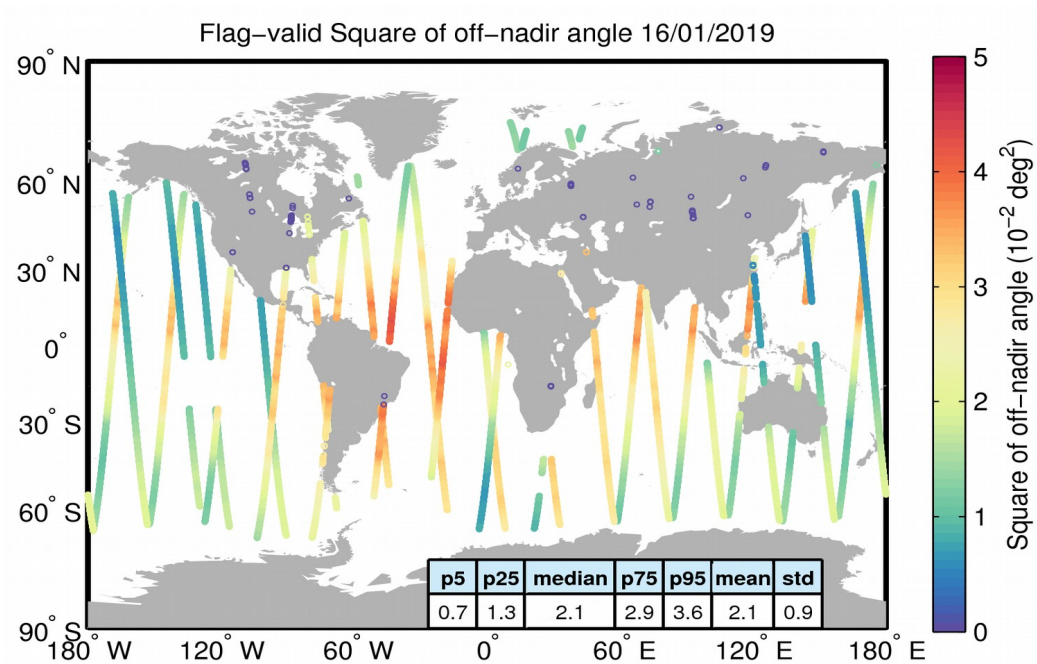 Flag−valid Square of off−nadir angle 16/01/2019
90° N
60° N
30° N
0°
30° S
60° S
90° S
180° W
120° W
60° W
0°
60° E
120° E
180° E
p5 p25 median p75 p95 mean std
0.7 1.3 2.1 2.9 3.6 2.1 0.9
5
4
3
2
1
0
Square of off−nadir angle (10⁻² deg²)